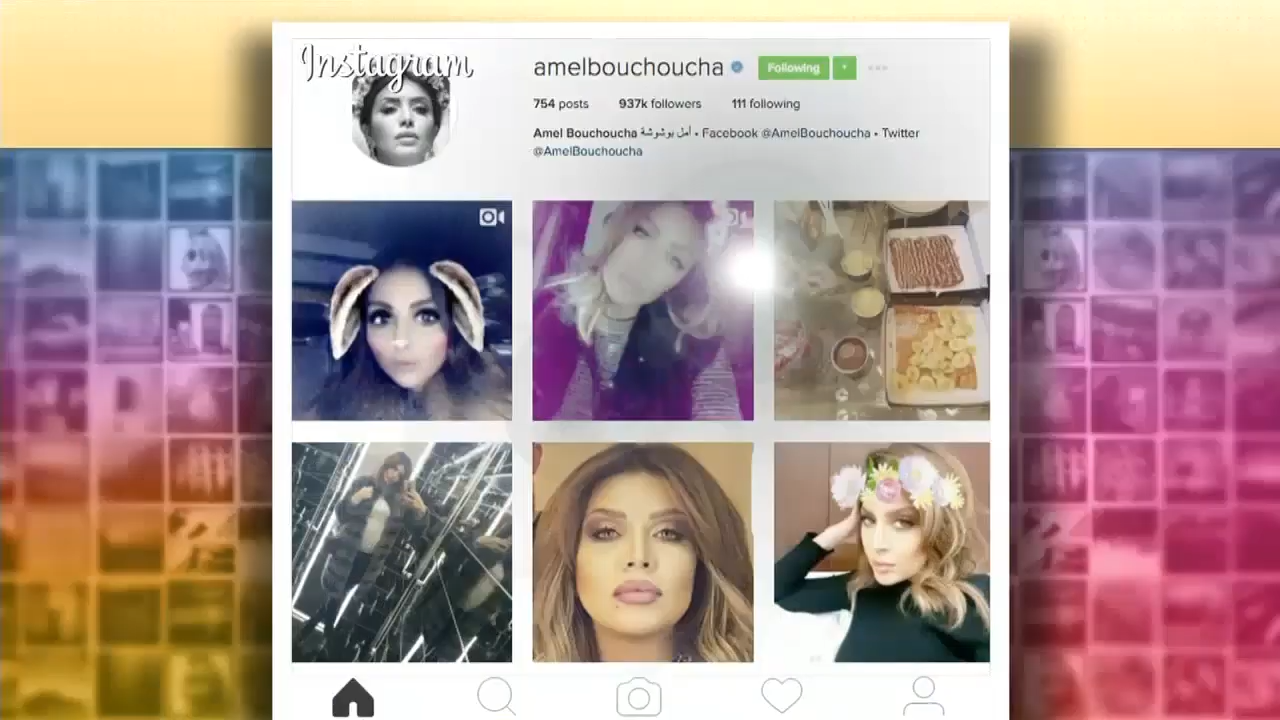 Instagram
amelbouchoucha Following
754 posts 937k followers 111 following
Amel Bouchoucha أمل بوشوشة • Facebook @AmelBouchoucha • Twitter
@AmelBouchoucha